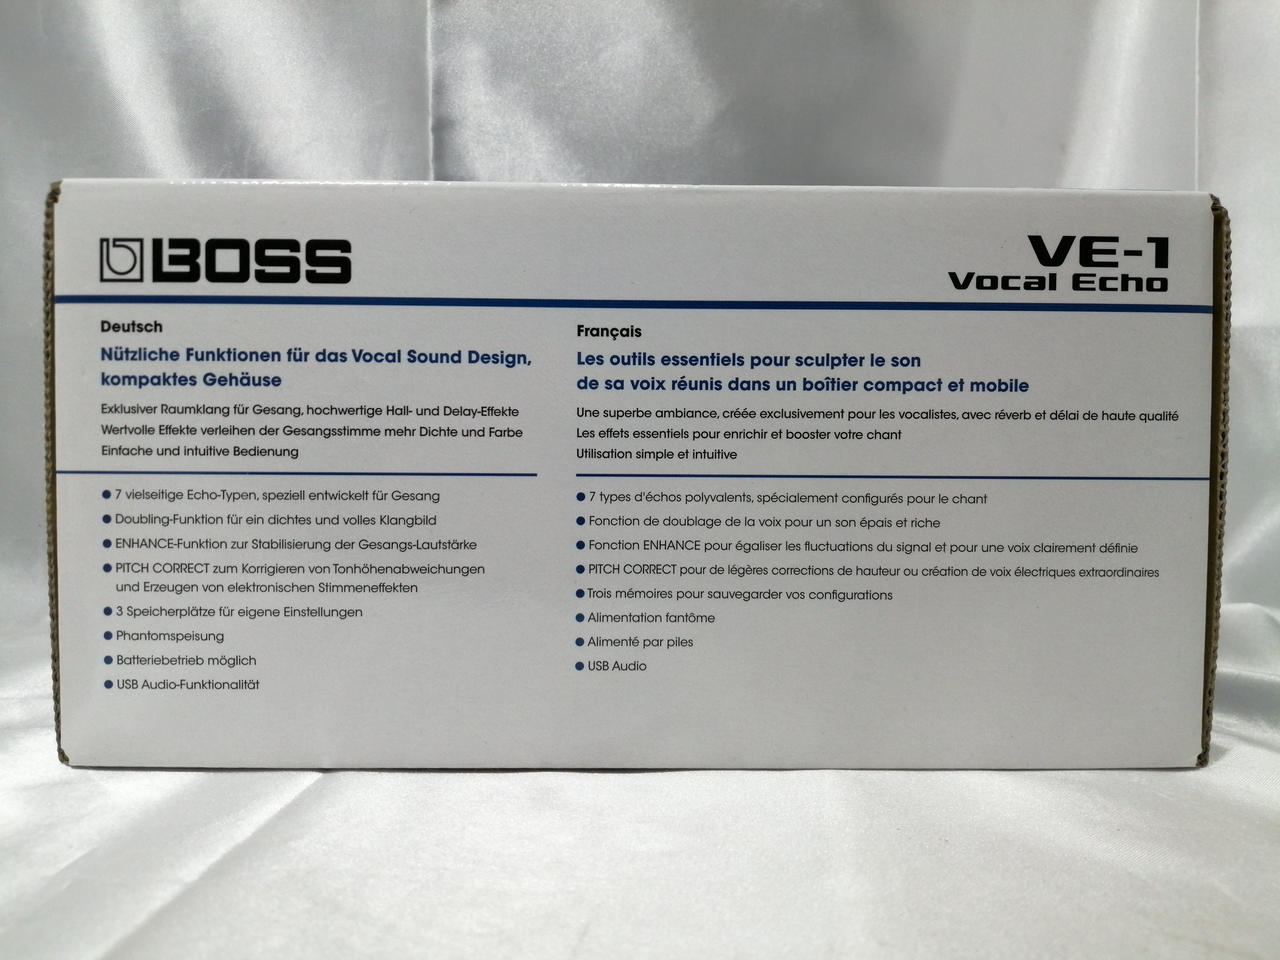 BOSS
VE-1
Vocal Echo
Deutsch
Nützliche Funktionen für das Vocal Sound Design,
kompaktes Gehäuse
Exklusiver Raumklang für Gesang, hochwertige Hall- und Delay-Effekte
Wertvolle Effekte verleihen der Gesangsstimme mehr Dichte und Farbe
Einfache und intuitive Bedienung
● 7 vielseitige Echo-Typen, speziell entwickelt für Gesang
● Doubling-Funktion für ein dichtes und volles Klangbild
● ENHANCE-Funktion zur Stabilisierung der Gesangs-Lautstärke
● PITCH CORRECT zum Korrigieren von Tonhöhenabweichungen
und Erzeugen von elektronischen Stimmeneffekten
● 3 Speicherplätze für eigene Einstellungen
● Phantomspeisung
● Batteriebetrieb möglich
● USB Audio-Funktionalität
Français
Les outils essentiels pour sculpter le son
de sa voix réunis dans un boîtier compact et mobile
Une superbe ambiance, créée exclusivement pour les vocalistes, avec réverb et délai de haute qualité
Les effets essentiels pour enrichir et booster votre chant
Utilisation simple et intuitive
● 7 types d'échos polyvalents, spécialement configurés pour le chant
● Fonction de doublage de la voix pour un son épais et riche
● Fonction ENHANCE pour égaliser les fluctuations du signal et pour une voix clairement définie
● PITCH CORRECT pour de légéres corrections de hauteur ou création de voix électriques extraordinaires
● Trois mémoires pour sauvegarder vos configurations
● Alimentation fantôme
● Alimenté par piles
● USB Audio